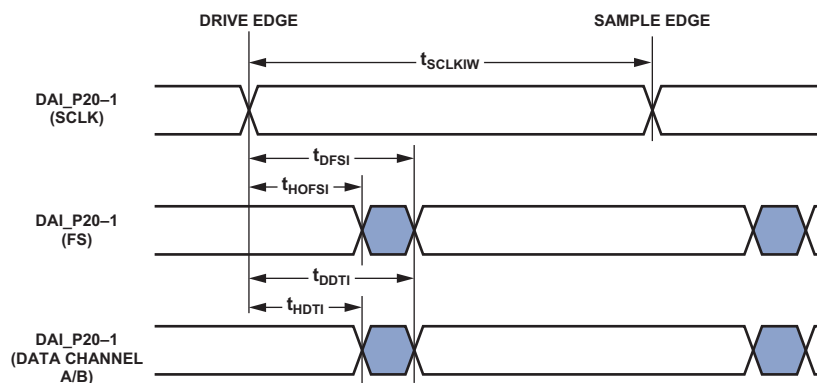 DRIVE EDGE
SAMPLE EDGE
tSCLKIW
DAI_P20–1
(SCLK)
tDFSI
tHOFSI
DAI_P20–1
(FS)
tDDTI
tHDTI
DAI_P20–1
(DATA CHANNEL
A/B)